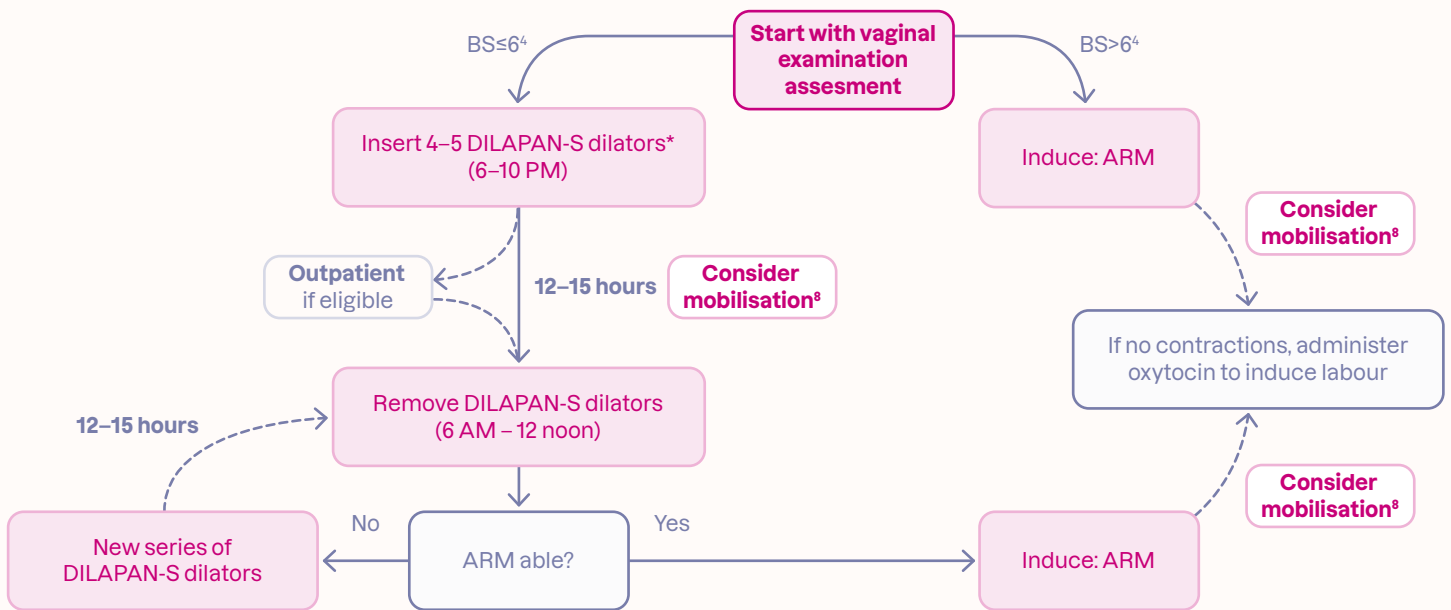 Start with vaginal
examination
assesment
BS≤6⁴
BS>6⁴
Insert 4–5 DILAPAN-S dilators*
(6–10 PM)
Induce: ARM
Consider
mobilisation⁸
Outpatient
if eligible
12–15 hours
Consider
mobilisation⁸
If no contractions, administer
oxytocin to induce labour
Remove DILAPAN-S dilators
(6 AM – 12 noon)
12–15 hours
Consider
mobilisation⁸
New series of
DILAPAN-S dilators
No
ARM able?
Yes
Induce: ARM